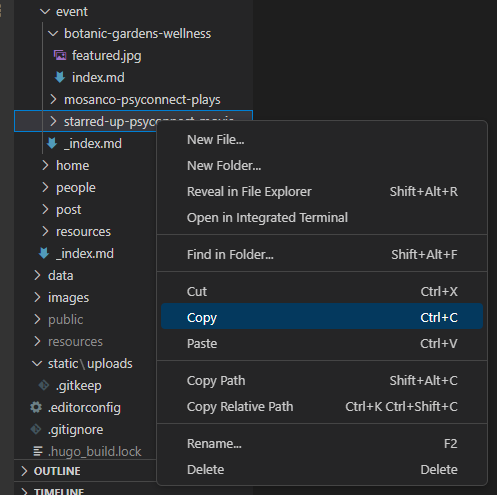 event
botanic-gardens-wellness
featured.jpg
index.md
mosanco-psyconnect-plays
starred-up-psyconnect-movie
_index.md
home
people
post
resources
_index.md
data
images
public
resources
static\uploads
.gitkeep
.editorconfig
.gitignore
.hugo_build.lock
OUTLINE
TIMELINE
New File...
New Folder...
Reveal in File Explorer Shift+Alt+R
Open in Integrated Terminal
Find in Folder... Shift+Alt+F
Cut Ctrl+X
Copy Ctrl+C
Paste Ctrl+V
Copy Path Shift+Alt+C
Copy Relative Path Ctrl+K Ctrl+Shift+C
Rename... F2
Delete Delete